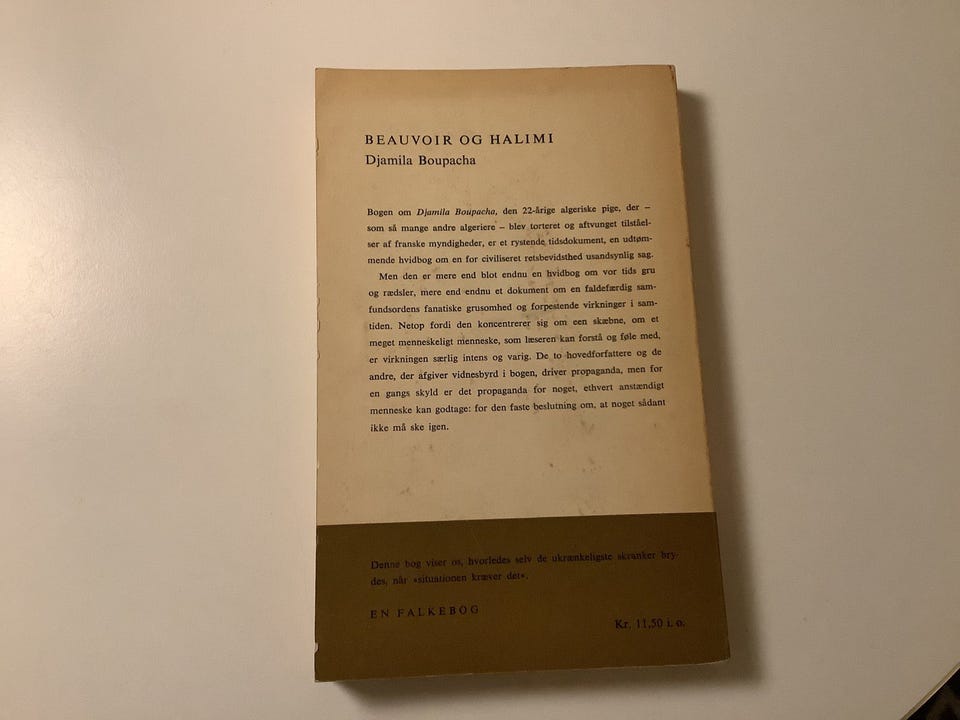 BEAUVOIR OG HALIMI
Djamila Boupacha
Bogen om Djamila Boupacha, den 22-årige algeriske pige, der –
som så mange andre algeriere – blev torteret og aftvunget tilståel-
ser af franske myndigheder, er et rystende tidsdokument, en udtøm-
mende hvidbog om en for civiliseret retsbevidsthed usandsynlig sag.
Men den er mere end blot endnu en hvidbog om vor tids gru
og rædsler, mere end endnu et dokument om en faldefærdig sam-
fundsordens fanatiske grusomhed og forpestende virkninger i sam-
tiden. Netop fordi den koncentrerer sig om een skæbne, om et
meget menneskeligt menneske, som læseren kan forstå og føle med,
er virkningen særlig intens og varig. De to hovedforfattere og de
andre, der afgiver vidnesbyrd i bogen, driver propaganda, men for
en gangs skyld er det propaganda for noget, ethvert anstændigt
menneske kan godtage: for den faste beslutning om, at noget sådant
ikke må ske igen.
Denne bog viser os, hvorledes selv de ukrænkeligste skranker bry-
des, når »situationen kræver det«.
EN FALKEBOG
Kr. 11,50 i. o.